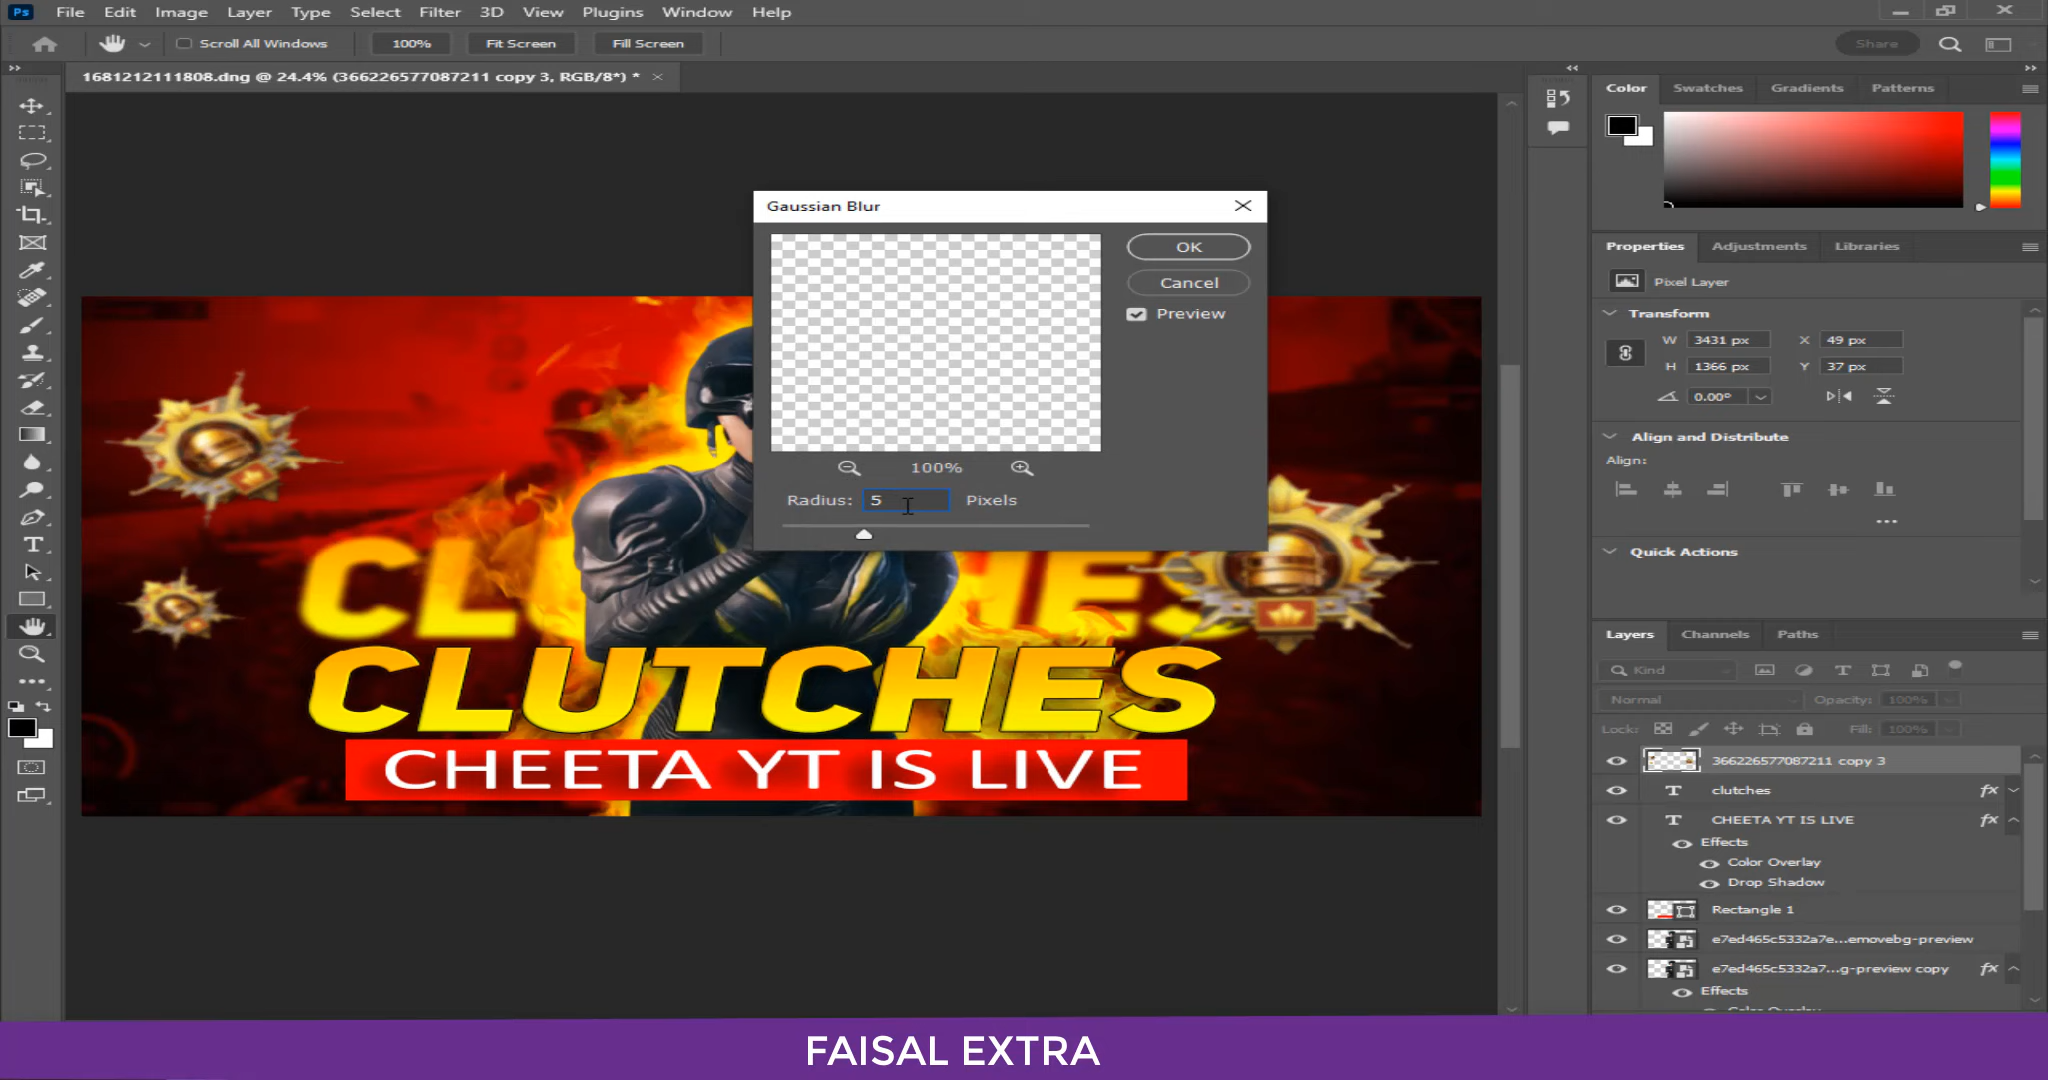 Ps File Edit Image Layer Type Select Filter 3D View Plugins Window Help
Scroll All Windows 100% Fit Screen Fill Screen Share
1681212111808.dng @ 24.4% (366226577087211 copy 3, RGB/8*) *
Color Swatches Gradients Patterns
Gaussian Blur
OK
Cancel
Preview
100%
Radius: 5 Pixels
Properties Adjustments Libraries
Pixel Layer
Transform
W 3431 px X 49 px
H 1366 px Y 37 px
0.00°
Align and Distribute
Align:
Quick Actions
CLUTCHES
CLUTCHES
CHEETA YT IS LIVE
Layers Channels Paths
Kind
Normal Opacity: 100%
Lock: Fill: 100%
366226577087211 copy 3
clutches fx
CHEETA YT IS LIVE fx
Effects
Color Overlay
Drop Shadow
Rectangle 1
e7ed465c5332a7e...emovebg-preview
e7ed465c5332a7...g-preview copy fx
Effects
FAISAL EXTRA